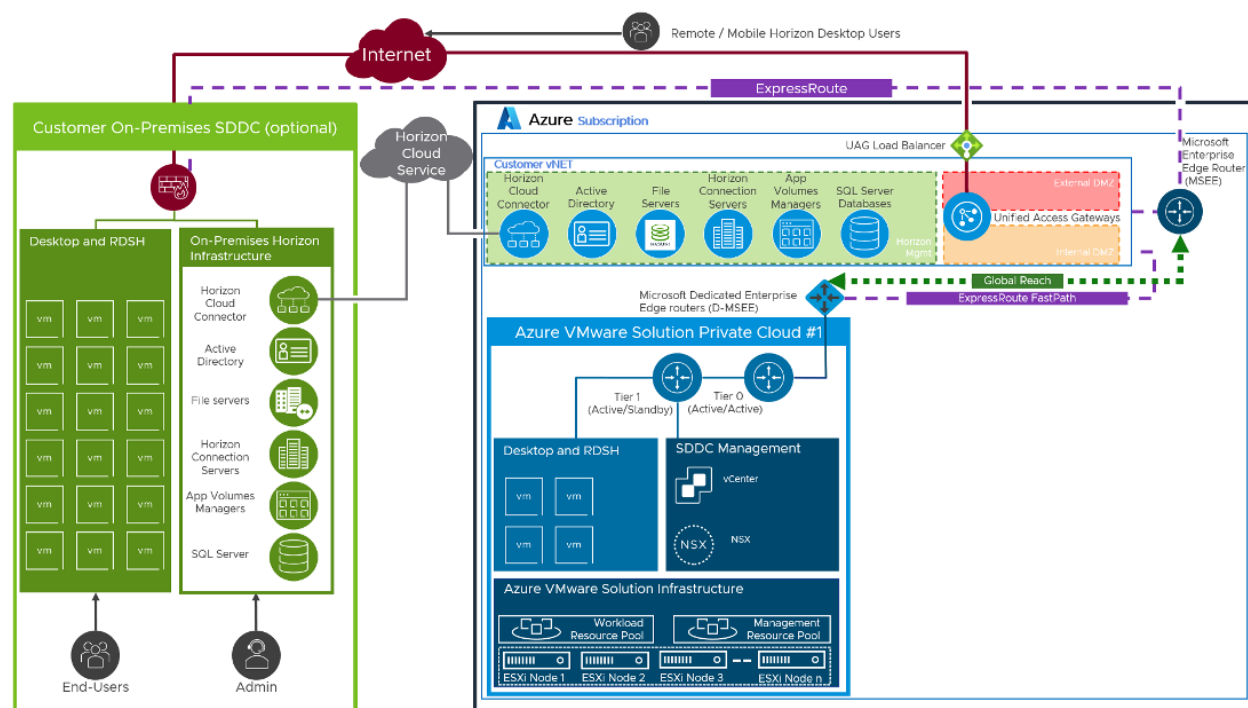 Remote / Mobile Horizon Desktop Users
Internet
ExpressRoute
Customer On-Premises SDDC (optional)
Horizon
Cloud
Service
Desktop and RDSH
vm vm vm
vm vm vm
vm vm vm
vm vm vm
vm vm vm
vm vm vm
On-Premises Horizon
Infrastructure
Horizon
Cloud
Connector
Active
Directory
File servers
Horizon
Connection
Servers
App Volumes
Managers
SQL Server
End-Users
Admin
Azure Subscription
UAG Load Balancer
Microsoft
Enterprise
Edge Router
(MSEE)
Customer vNET
Horizon
Cloud
Connector
Active
Directory
File
Servers
Horizon
Connection
Servers
App
Volumes
Managers
SQL Server
Databases
Horizon
Mgmt
External DMZ
Unified Access Gateways
Internal DMZ
Global Reach
ExpressRoute FastPath
Microsoft Dedicated Enterprise
Edge routers (D-MSEE)
Azure VMware Solution Private Cloud #1
Tier 1
(Active/Standby)
Tier 0
(Active/Active)
Desktop and RDSH
vm vm
vm vm
SDDC Management
vCenter
NSX
NSX
Azure VMware Solution Infrastructure
Workload
Resource Pool
Management
Resource Pool
ESXi Node 1
ESXi Node 2
ESXi Node 3
ESXi Node n